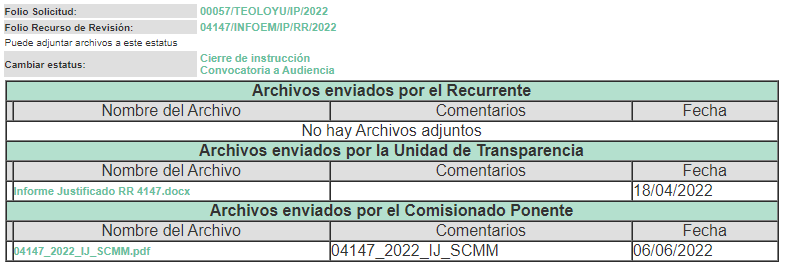 Folio Solicitud: 00057/TEOLOYU/IP/2022
Folio Recurso de Revisión: 04147/INFOEM/IP/RR/2022
Puede adjuntar archivos a este estatus
Cambiar estatus: Cierre de instrucción
Convocatoria a Audiencia
Archivos enviados por el Recurrente
Nombre del Archivo Comentarios Fecha
No hay Archivos adjuntos
Archivos enviados por la Unidad de Transparencia
Nombre del Archivo Comentarios Fecha
Informe Justificado RR 4147.docx 18/04/2022
Archivos enviados por el Comisionado Ponente
Nombre del Archivo Comentarios Fecha
04147_2022_IJ_SCMM.pdf 04147_2022_IJ_SCMM 06/06/2022